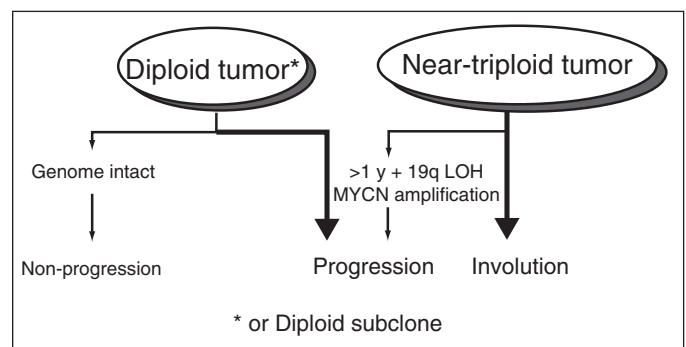 Diploid tumor*
Near-triploid tumor
Genome intact
>1 y + 19q LOH
MYCN amplification
Non-progression
Progression
Involution
* or Diploid subclone